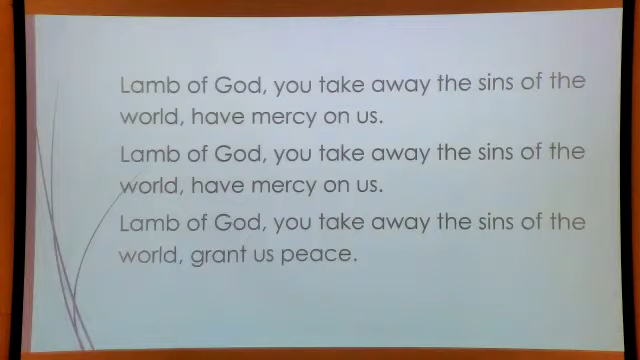 Lamb of God, you take away the sins of the
world, have mercy on us.
Lamb of God, you take away the sins of the
world, have mercy on us.
Lamb of God, you take away the sins of the
world, grant us peace.